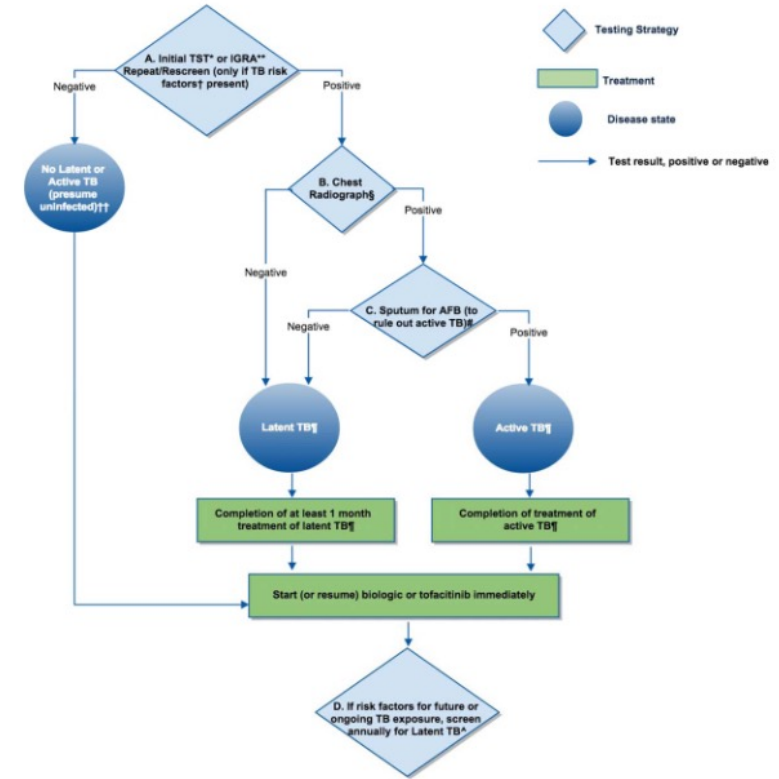 A. Initial TST* or IGRA**
Repeat/Rescreen (only if TB risk
factors† present)
Negative
Positive
No Latent or
Active TB
(presume
uninfected)††
B. Chest
Radiograph§
Positive
Negative
C. Sputum for AFB (to
rule out active TB)#
Negative
Positive
Latent TB¶
Active TB¶
Completion of at least 1 month
treatment of latent TB¶
Completion of treatment of
active TB¶
Start (or resume) biologic or tofacitinib immediately
D. If risk factors for future or
ongoing TB exposure, screen
annually for Latent TB^
Testing Strategy
Treatment
Disease state
Test result, positive or negative